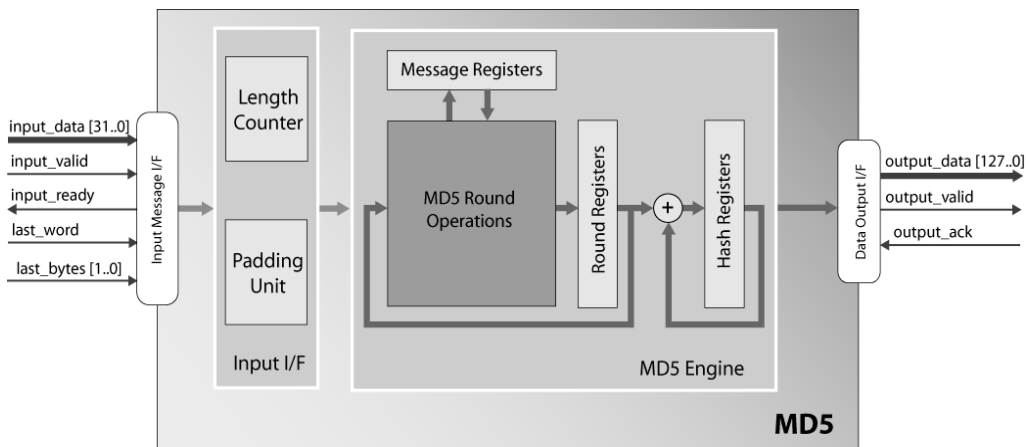 input_data [31..0]
input_valid
input_ready
last_word
last_bytes [1..0]
Input Message I/F
Length
Counter
Padding
Unit
Input I/F
Message Registers
MD5 Round
Operations
Round Registers
+
Hash Registers
MD5 Engine
Data Output I/F
output_data [127..0]
output_valid
output_ack
MD5